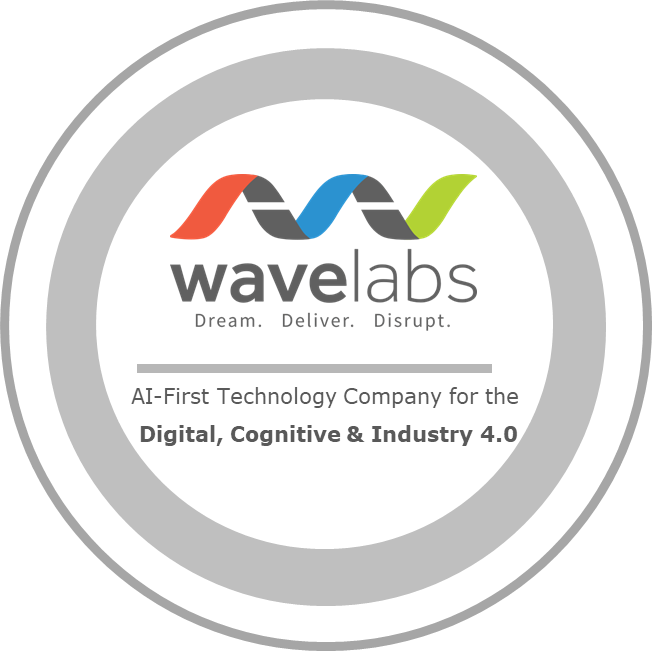 wavelabs
Dream. Deliver. Disrupt.
AI-First Technology Company for the
Digital, Cognitive & Industry 4.0